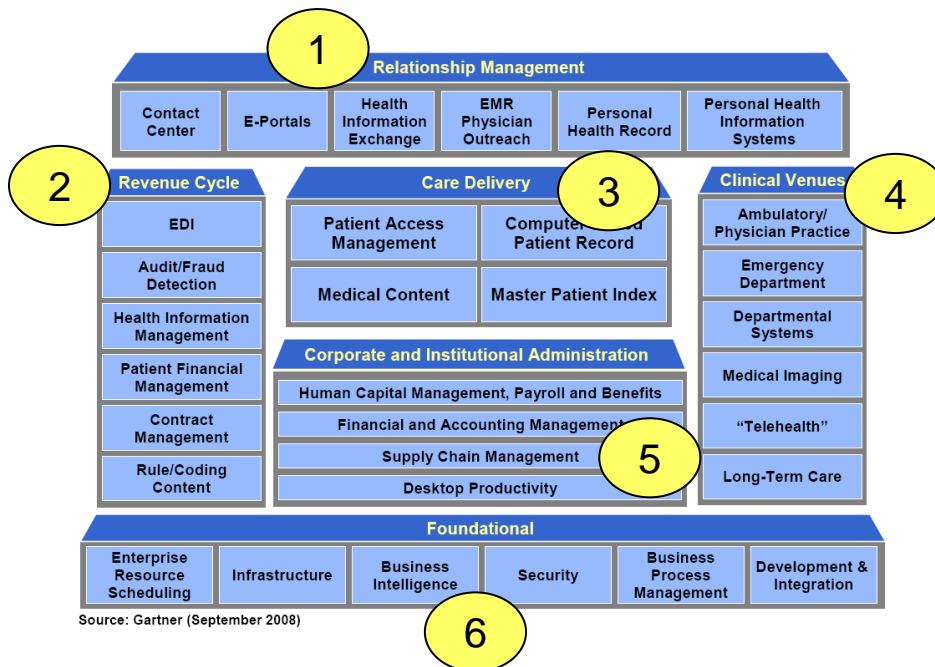 1
Relationship Management
Contact
Center
E-Portals
Health
Information
Exchange
EMR
Physician
Outreach
Personal
Health Record
Personal Health
Information
Systems
2
Revenue Cycle
EDI
Audit/Fraud
Detection
Health Information
Management
Patient Financial
Management
Contract
Management
Rule/Coding
Content
3
Care Delivery
Patient Access
Management
Computer
Patient Record
Medical Content
Master Patient Index
4
Clinical Venues
Ambulatory/
Physician Practice
Emergency
Department
Departmental
Systems
Medical Imaging
“Telehealth”
Long-Term Care
Corporate and Institutional Administration
Human Capital Management, Payroll and Benefits
Financial and Accounting Management
Supply Chain Management
Desktop Productivity
5
Foundational
Enterprise
Resource
Scheduling
Infrastructure
Business
Intelligence
Security
Business
Process
Management
Development &
Integration
Source: Gartner (September 2008)
6